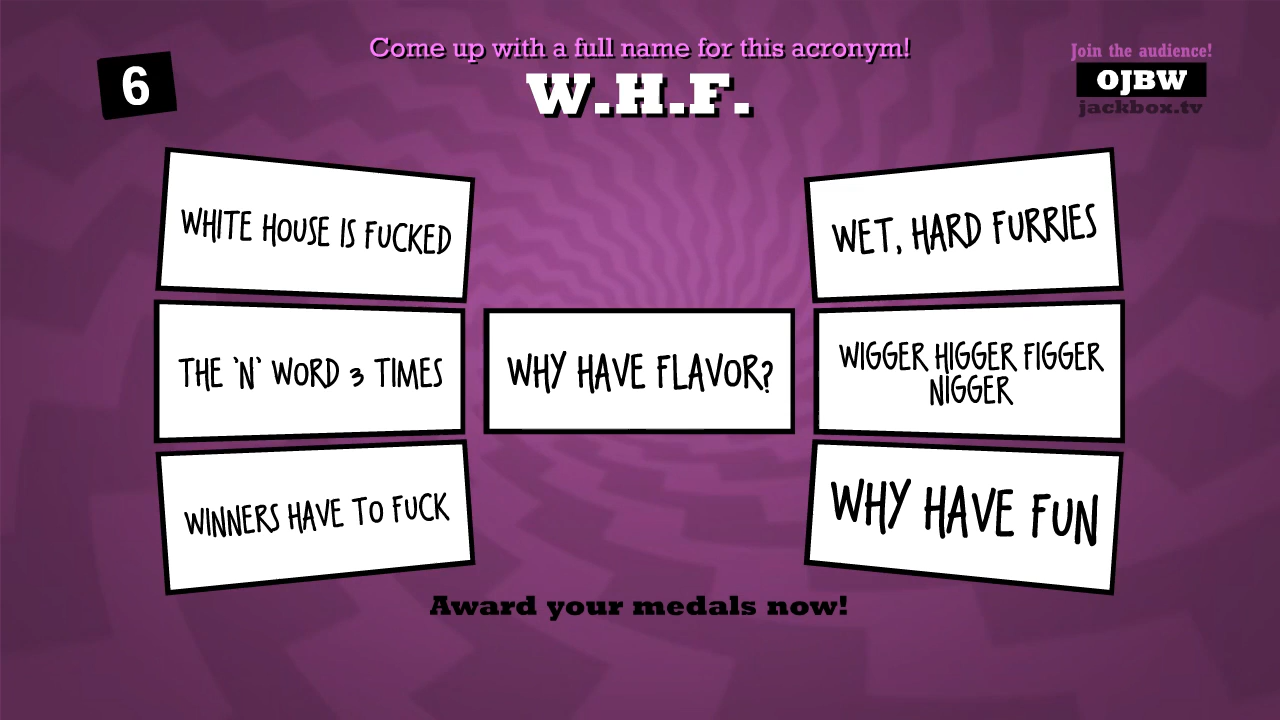 Come up with a full name for this acronym!
W.H.F.
6
Join the audience!
OJBW
jackbox.tv
WHITE HOUSE IS FUCKED
WET, HARD FURRIES
THE 'N' WORD 3 TIMES
WHY HAVE FLAVOR?
WIGGER HIGGER FIGGER
NIGGER
WINNERS HAVE TO FUCK
WHY HAVE FUN
Award your medals now!